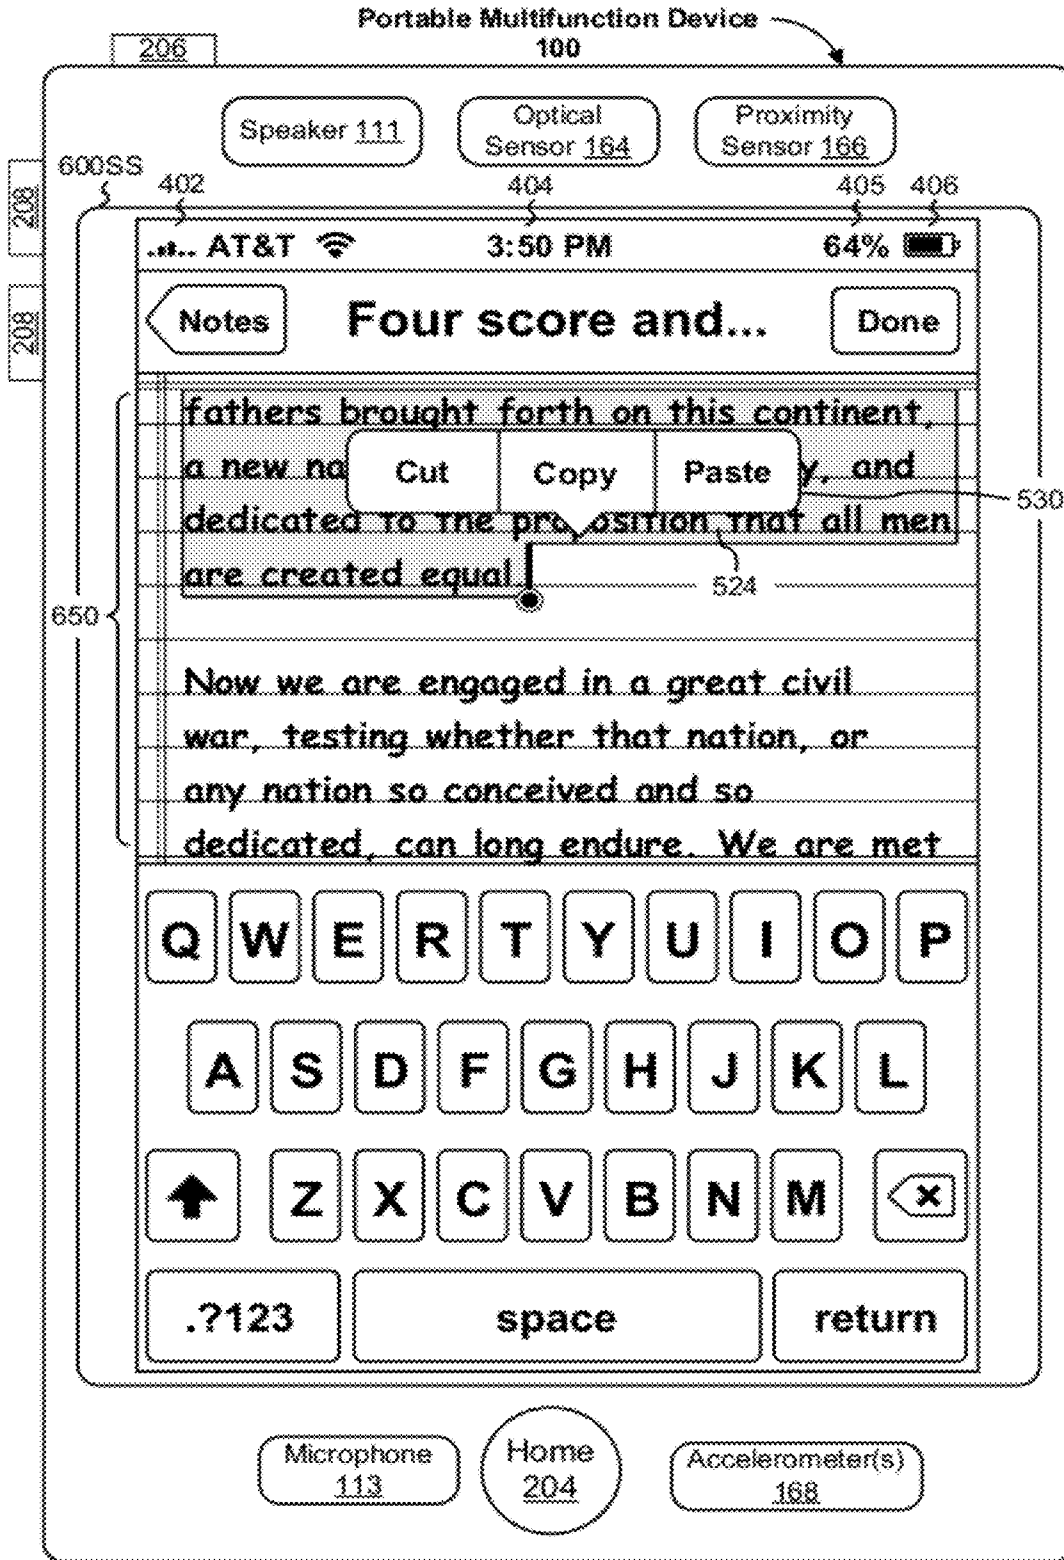 Portable Multifunction Device
100
206
Speaker 111
Optical
Sensor 164
Proximity
Sensor 166
600SS
402
404
405
406
208
208
AT&T
3:50 PM
64%
Notes
Four score and...
Done
fathers brought forth on this continent,
a new na
y, and
Cut
Copy
Paste
530
dedicated to the proposition that all men
are created equal
524
650
Now we are engaged in a great civil
war, testing whether that nation, or
any nation so conceived and so
dedicated, can long endure. We are met
Q W E R T Y U I O P
A S D F G H J K L
Z X C V B N M
.?123
space
return
Microphone
113
Home
204
Accelerometer(s)
168